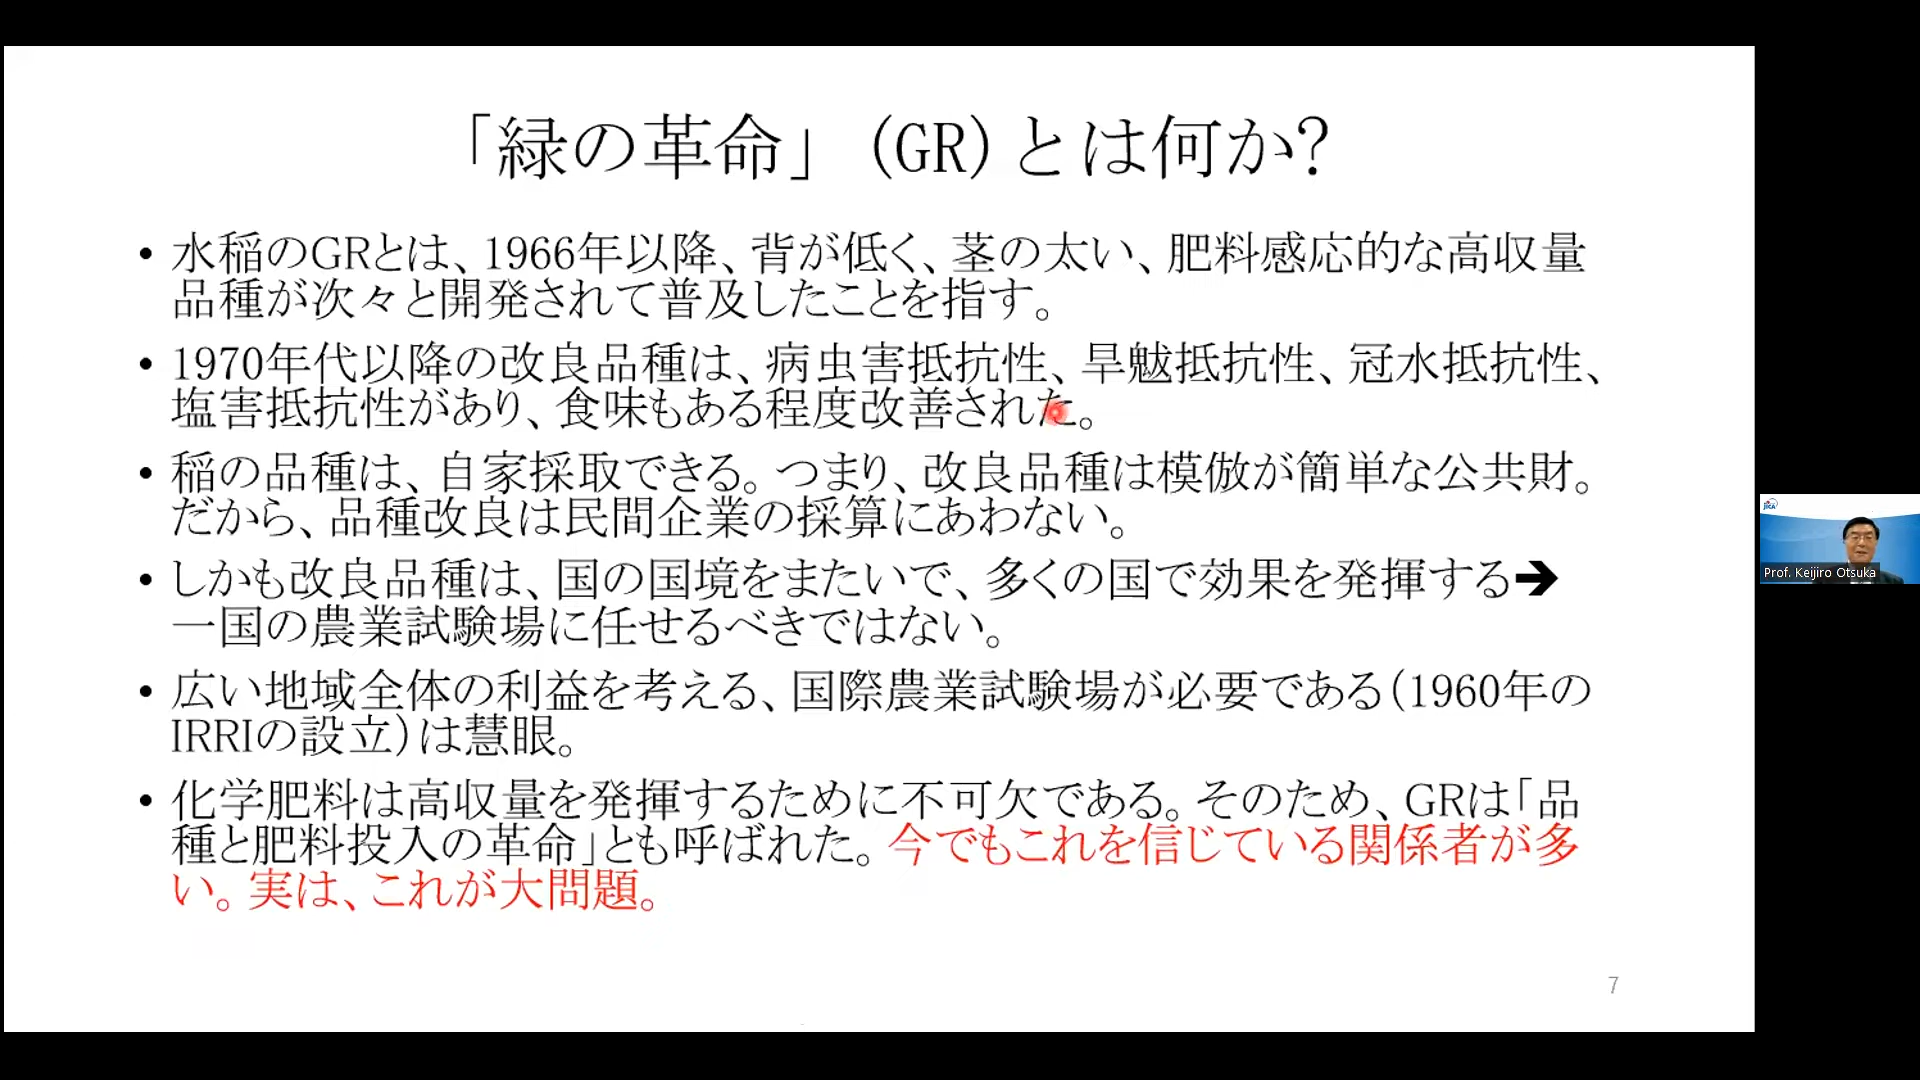 「緑の革命」(GR)とは何か?
• 水稲のGRとは、1966年以降、背が低く、茎の太い、肥料感応的な高収量
品種が次々と開発されて普及したことを指す。
• 1970年代以降の改良品種は、病虫害抵抗性、旱魃抵抗性、冠水抵抗性、
塩害抵抗性があり、食味もある程度改善された。
• 稲の品種は、自家採取できる。つまり、改良品種は模倣が簡単な公共財。
だから、品種改良は民間企業の採算にあわない。
• しかも改良品種は、国の国境をまたいで、多くの国で効果を発揮する➔
一国の農業試験場に任せるべきではない。
• 広い地域全体の利益を考える、国際農業試験場が必要である(1960年の
IRRIの設立)は慧眼。
• 化学肥料は高収量を発揮するために不可欠である。そのため、GRは「品
種と肥料投入の革命」とも呼ばれた。今でもこれを信じている関係者が多
い。実は、これが大問題。
7
JICA
Prof. Keijiro Otsuka